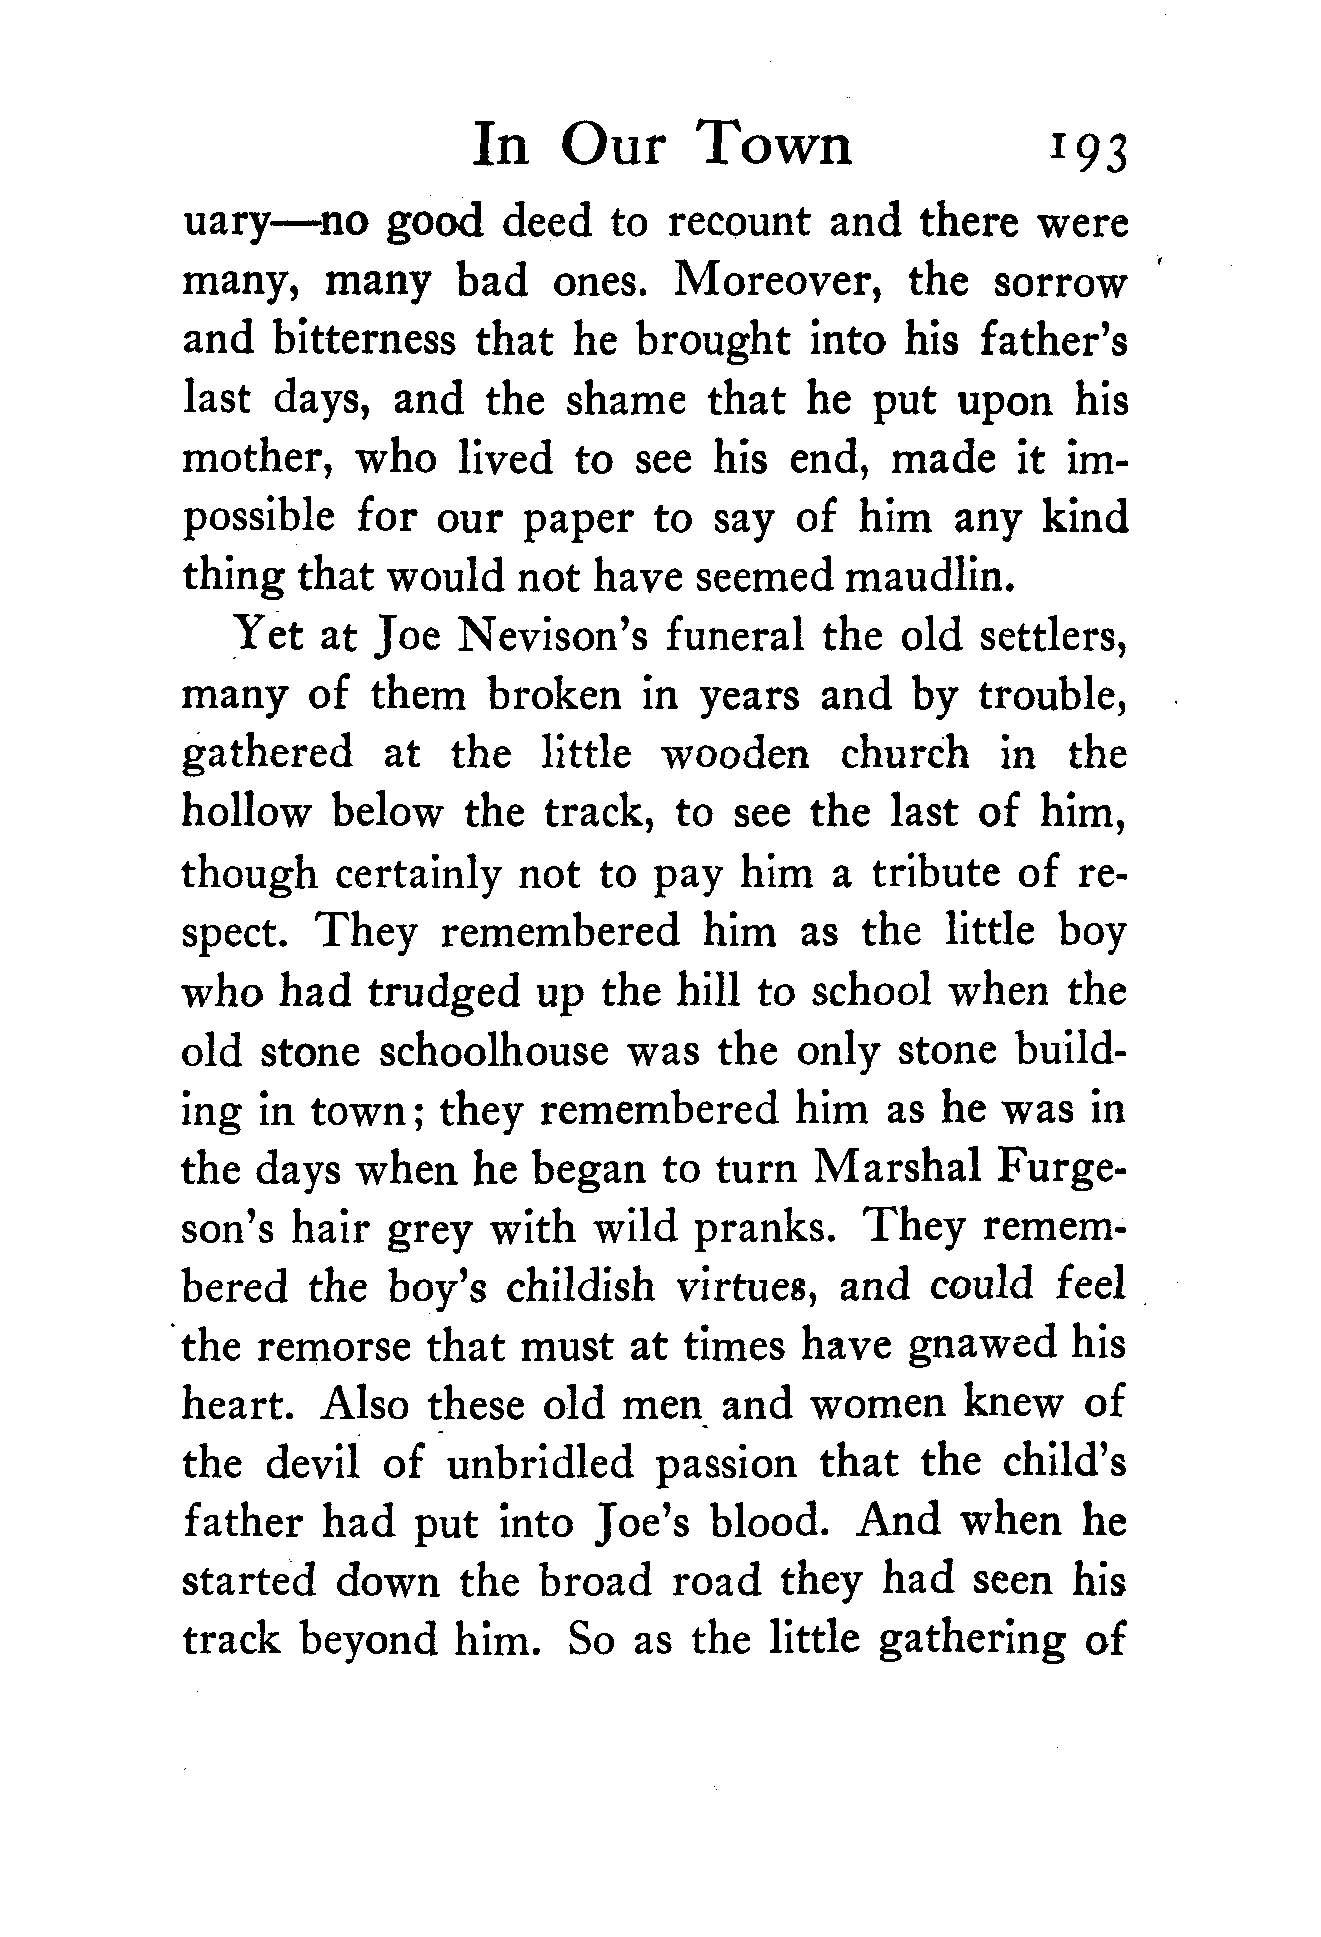 In Our Town 193
uary—no good deed to recount and there were
many, many bad ones. Moreover, the sorrow
and bitterness that he brought into his father's
last days, and the shame that he put upon his
mother, who lived to see his end, made it im-
possible for our paper to say of him any kind
thing that would not have seemed maudlin.
Yet at Joe Nevison's funeral the old settlers,
many of them broken in years and by trouble,
gathered at the little wooden church in the
hollow below the track, to see the last of him,
though certainly not to pay him a tribute of re-
spect. They remembered him as the little boy
who had trudged up the hill to school when the
old stone schoolhouse was the only stone build-
ing in town; they remembered him as he was in
the days when he began to turn Marshal Furge-
son's hair grey with wild pranks. They remem-
bered the boy's childish virtues, and could feel
the remorse that must at times have gnawed his
heart. Also these old men and women knew of
the devil of unbridled passion that the child's
father had put into Joe's blood. And when he
started down the broad road they had seen his
track beyond him. So as the little gathering of